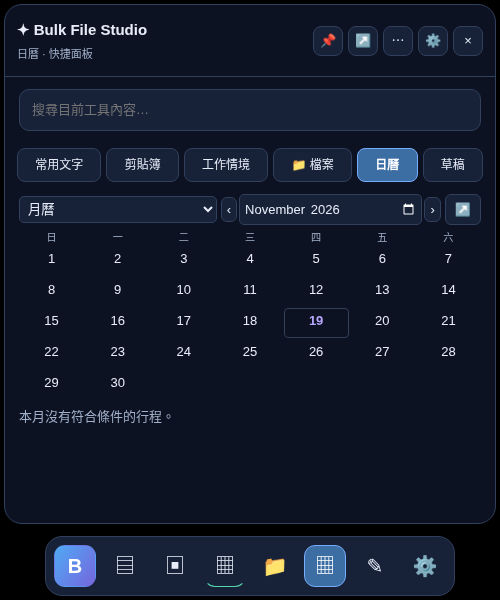 ✦ Bulk File Studio
日曆 · 快捷面板
搜尋目前工具內容…
常用文字 剪貼簿 工作情境 檔案 日曆 草稿
月曆 ‹ November 2026 ›
日 一 二 三 四 五 六
1 2 3 4 5 6 7
8 9 10 11 12 13 14
15 16 17 18 19 20 21
22 23 24 25 26 27 28
29 30
本月沒有符合條件的行程。
B